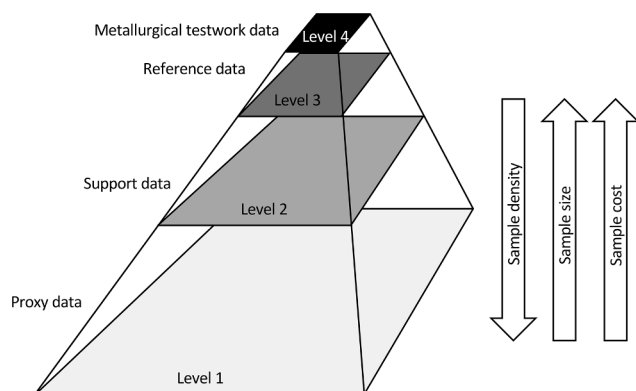 Metallurgical testwork data
Level 4
Reference data
Level 3
Support data
Level 2
Proxy data
Level 1
Sample density
Sample size
Sample cost